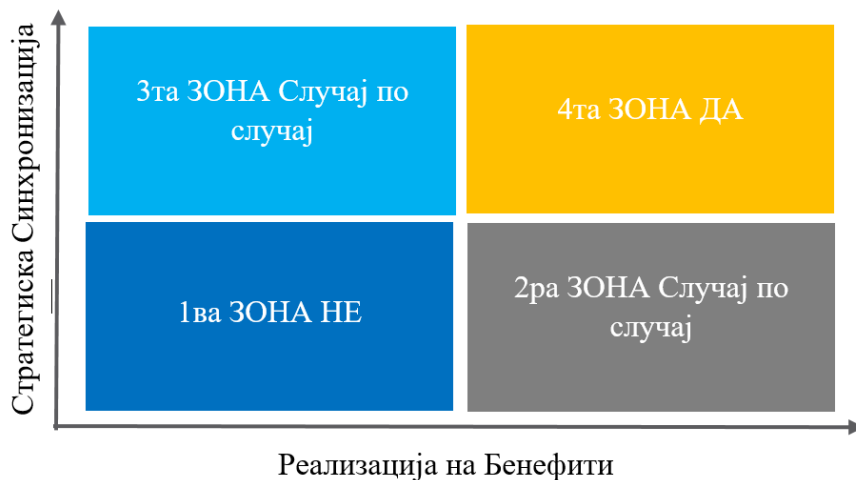 Стратегиска Синхронизација
3та ЗОНА Случај по
случај
4та ЗОНА ДА
1ва ЗОНА НЕ
2ра ЗОНА Случај по
случај
Реализација на Бенефити